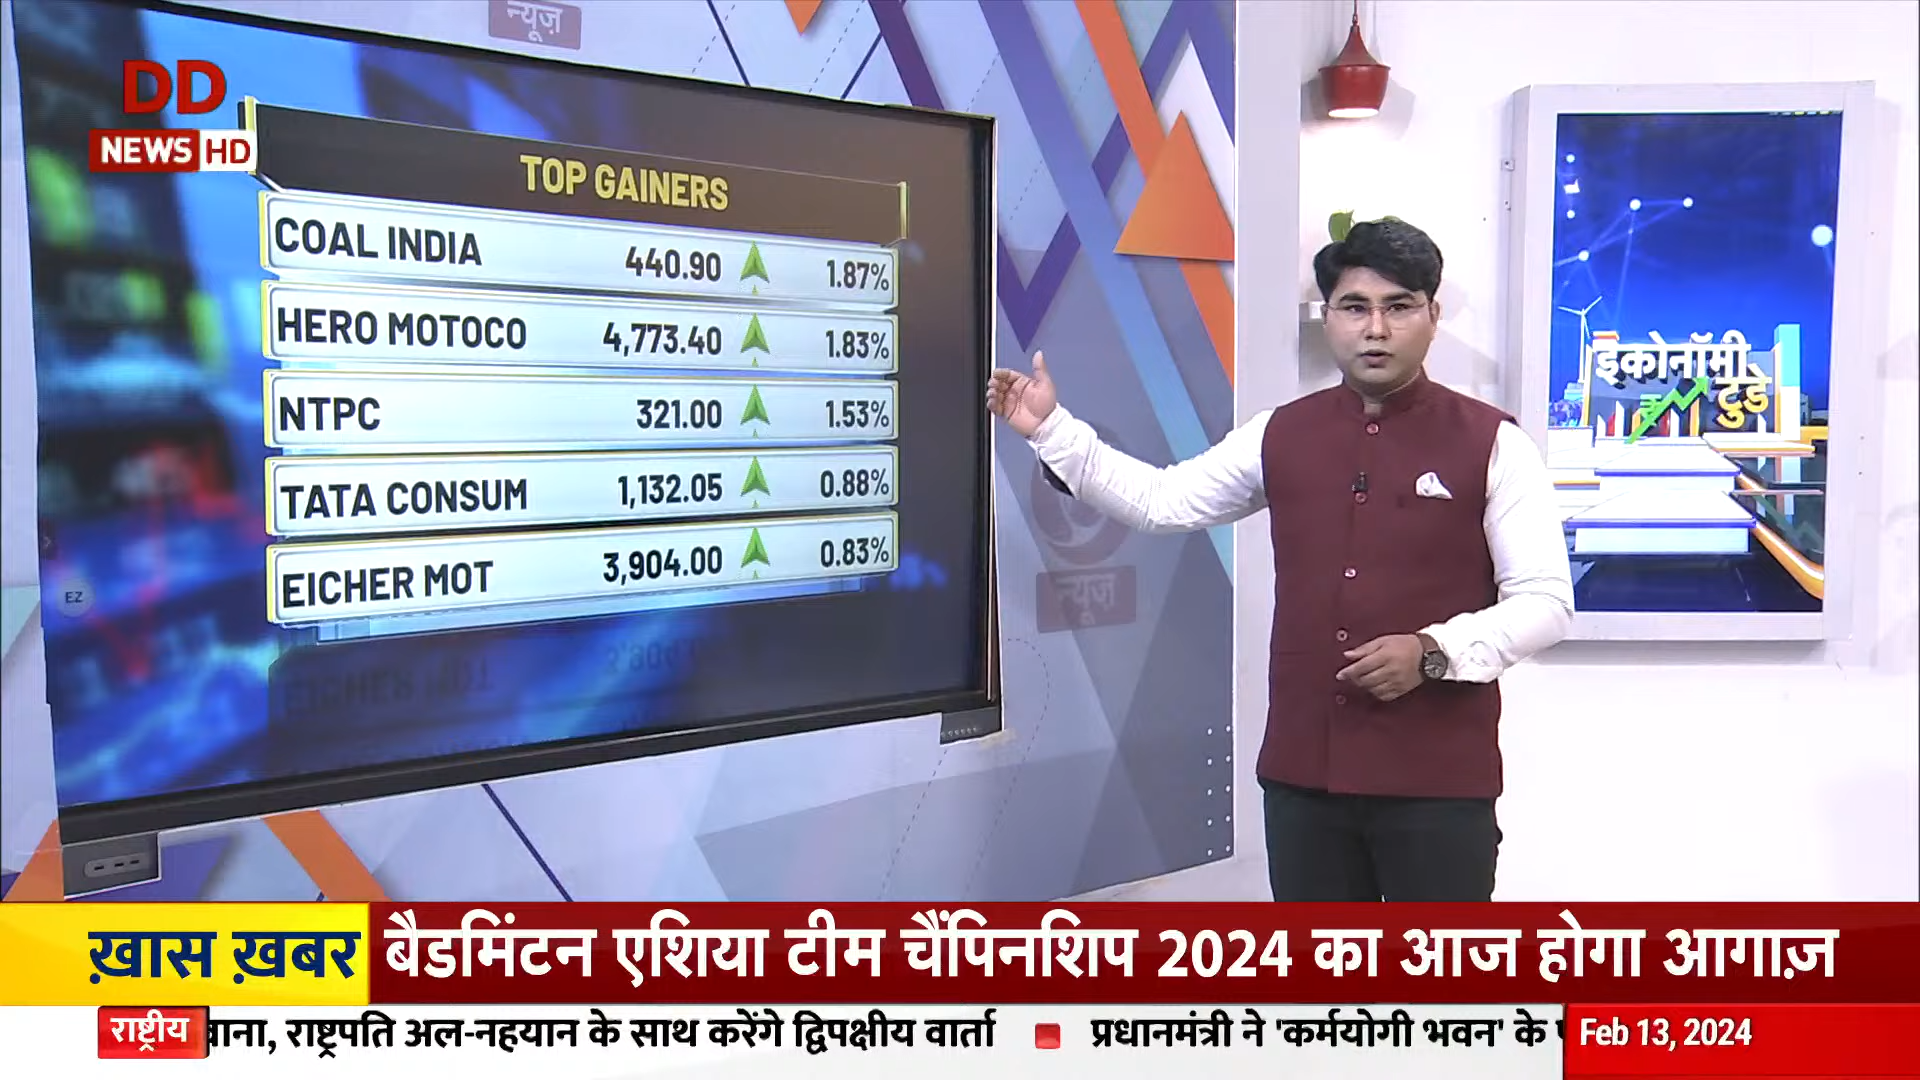 न्यूज़
DD
NEWS HD
TOP GAINERS
COAL INDIA 440.90 1.87%
HERO MOTOCO 4,773.40 1.83%
NTPC 321.00 1.53%
TATA CONSUM 1,132.05 0.88%
EICHER MOT 3,904.00 0.83%
EZ
न्यूज़
इकोनॉमी
टुडे
ख़ास ख़बर बैडमिंटन एशिया टीम चैंपिनशिप 2024 का आज होगा आगाज़
राष्ट्रीय राष्ट्रपति अल-नहयान के साथ करेंगे द्विपक्षीय वार्ता प्रधानमंत्री ने 'कर्मयोगी भवन' के Feb 13, 2024